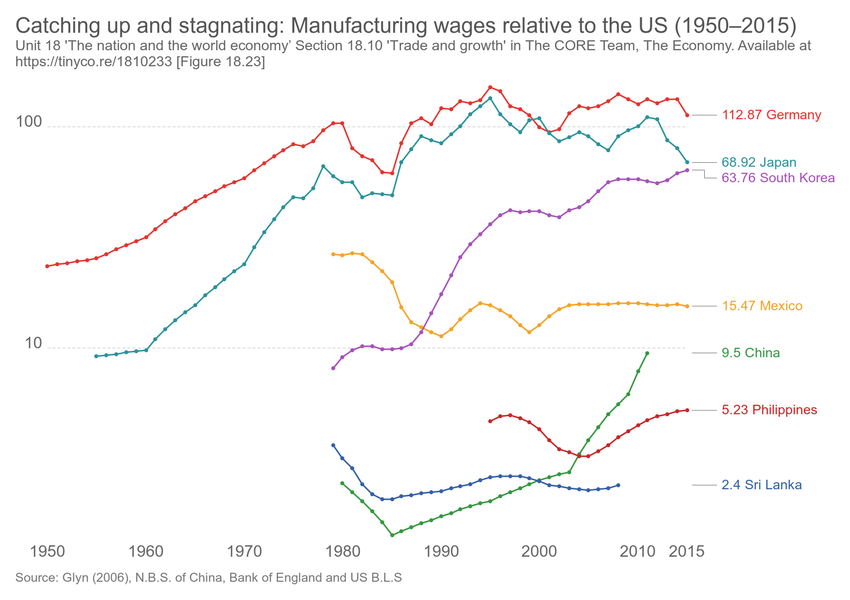 Catching up and stagnating: Manufacturing wages relative to the US (1950–2015)
Unit 18 'The nation and the world economy’ Section 18.10 'Trade and growth' in The CORE Team, The Economy. Available at
https://tinyco.re/1810233 [Figure 18.23]
100
112.87 Germany
68.92 Japan
63.76 South Korea
15.47 Mexico
10
9.5 China
5.23 Philippines
2.4 Sri Lanka
1950 1960 1970 1980 1990 2000 2010 2015
Source: Glyn (2006), N.B.S. of China, Bank of England and US B.L.S